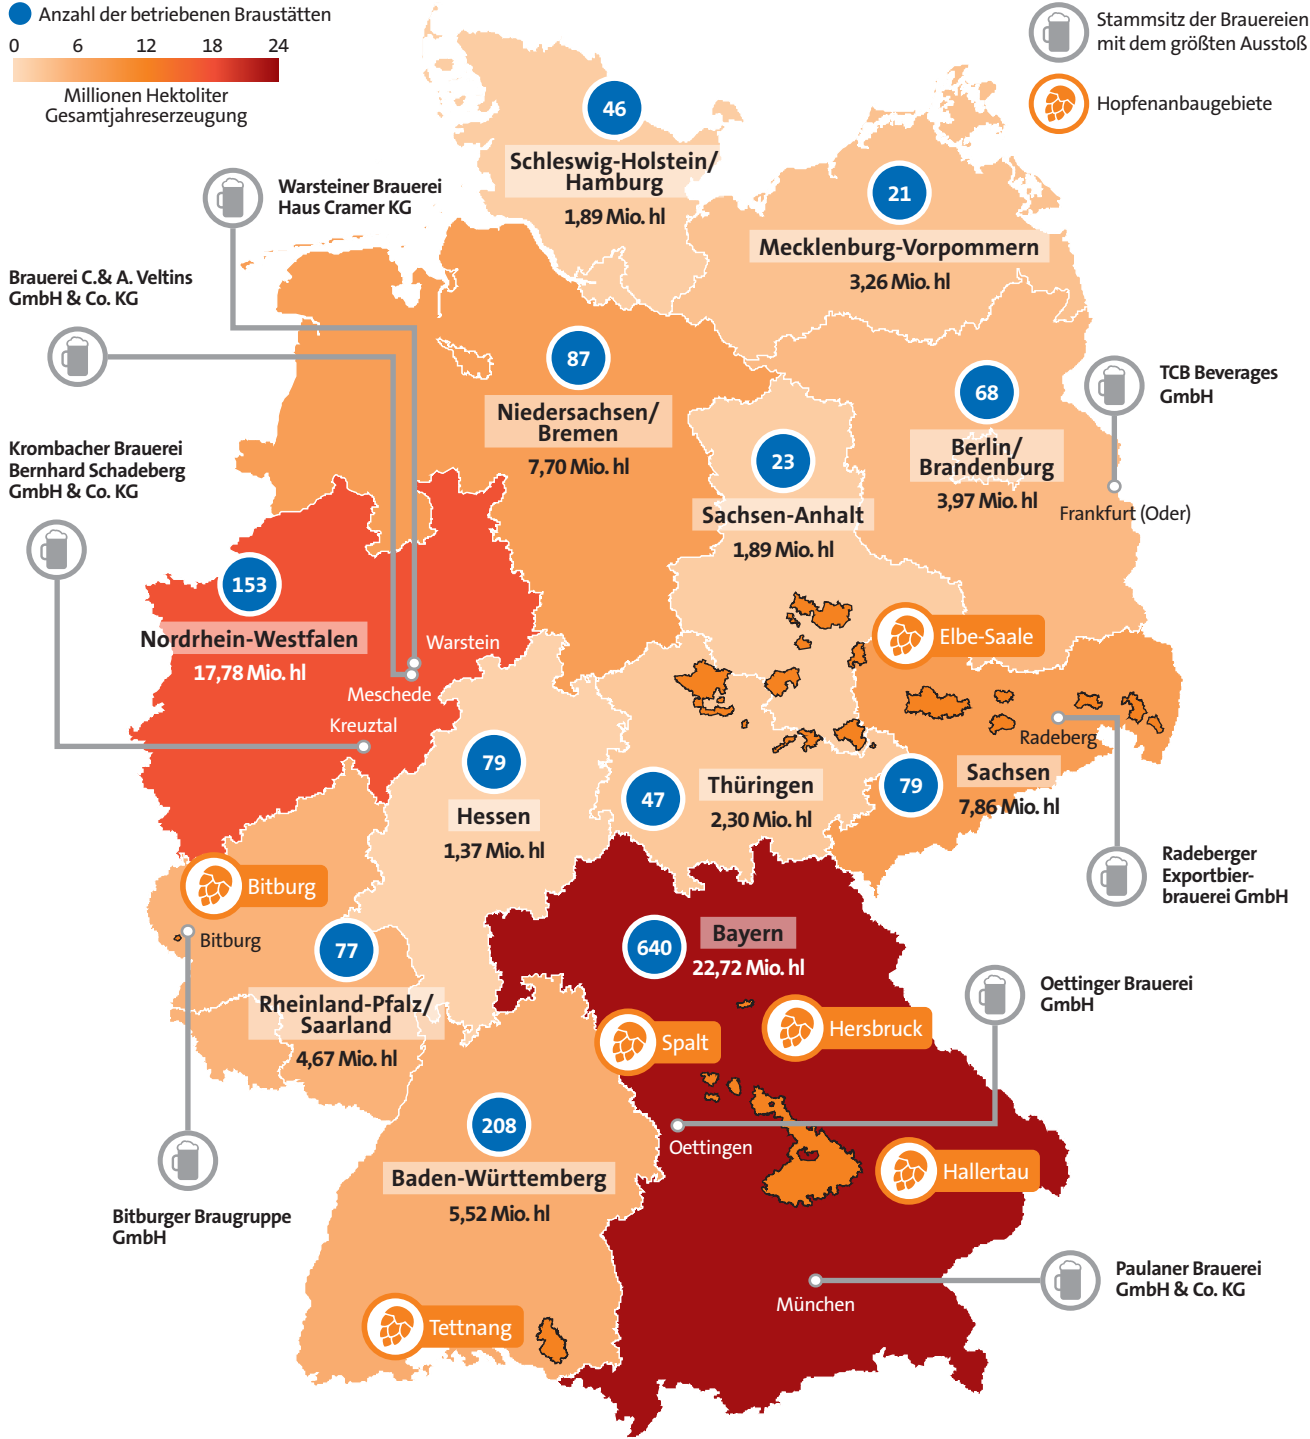 Anzahl der betriebenen Braustätten
0 6 12 18 24
Millionen Hektoliter
Gesamtjahreserzeugung
Stammsitz der Brauereien
mit dem größten Ausstoß
Hopfenanbaugebiete
46
Schleswig-Holstein/
Hamburg
1,89 Mio. hl
21
Mecklenburg-Vorpommern
3,26 Mio. hl
Warsteiner Brauerei
Haus Cramer KG
Brauerei C.& A. Veltins
GmbH & Co. KG
87
Niedersachsen/
Bremen
7,70 Mio. hl
68
Berlin/
Brandenburg
3,97 Mio. hl
TCB Beverages
GmbH
Frankfurt (Oder)
Krombacher Brauerei
Bernhard Schadeberg
GmbH & Co. KG
23
Sachsen-Anhalt
1,89 Mio. hl
153
Nordrhein-Westfalen
17,78 Mio. hl
Warstein
Meschede
Kreuztal
Elbe-Saale
Radeberg
79
Hessen
1,37 Mio. hl
47
Thüringen
2,30 Mio. hl
79
Sachsen
7,86 Mio. hl
Radeberger
Exportbier-
brauerei GmbH
Bitburg
Bitburg
77
Rheinland-Pfalz/
Saarland
4,67 Mio. hl
640
Bayern
22,72 Mio. hl
Oettinger Brauerei
GmbH
Spalt
Hersbruck
208
Baden-Württemberg
5,52 Mio. hl
Oettingen
Hallertau
Bitburger Braugruppe
GmbH
Paulaner Brauerei
GmbH & Co. KG
München
Tettnang